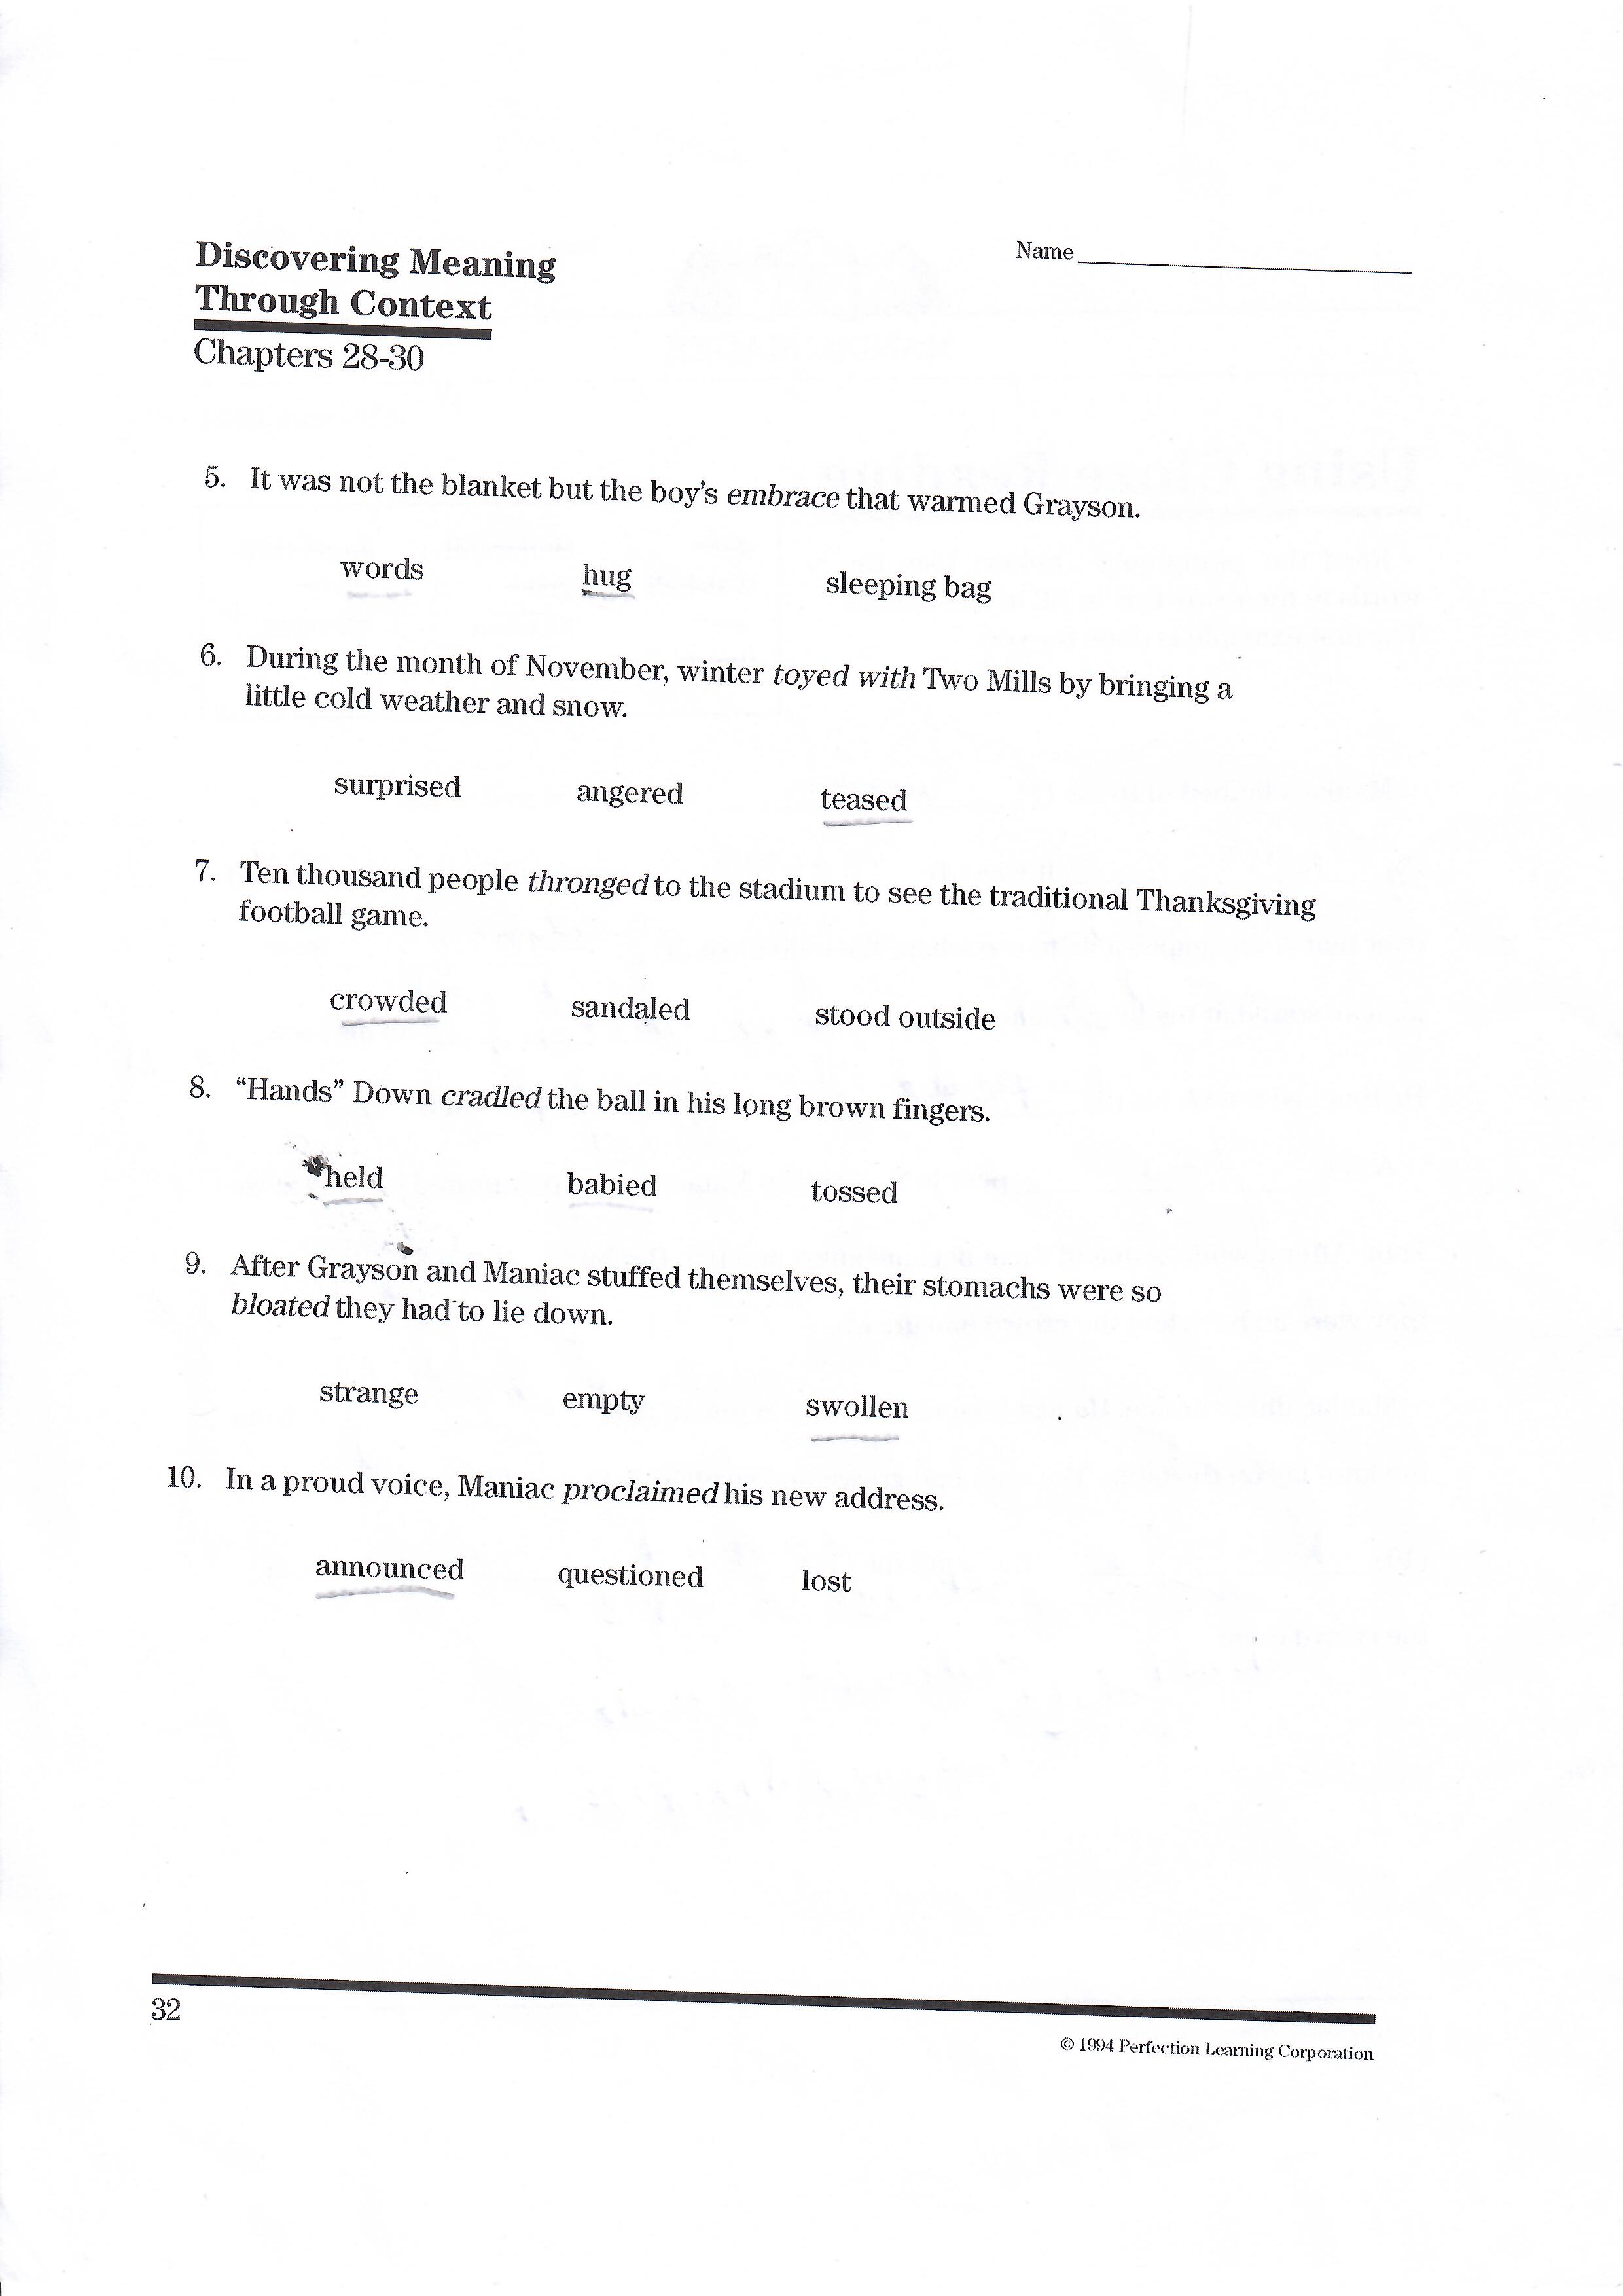 Discovering Meaning
Through Context
Name
Chapters 28-30
5. It was not the blanket but the boy's embrace that warmed Grayson.
words hug sleeping bag
6. During the month of November, winter toyed with Two Mills by bringing a
little cold weather and snow.
surprised angered teased
7. Ten thousand people thronged to the stadium to see the traditional Thanksgiving
football game.
crowded sandaled stood outside
8. “Hands” Down cradled the ball in his long brown fingers.
held babied tossed
9. After Grayson and Maniac stuffed themselves, their stomachs were so
bloated they had to lie down.
strange empty swollen
10. In a proud voice, Maniac proclaimed his new address.
announced questioned lost
32
© 1994 Perfection Learning Corporation